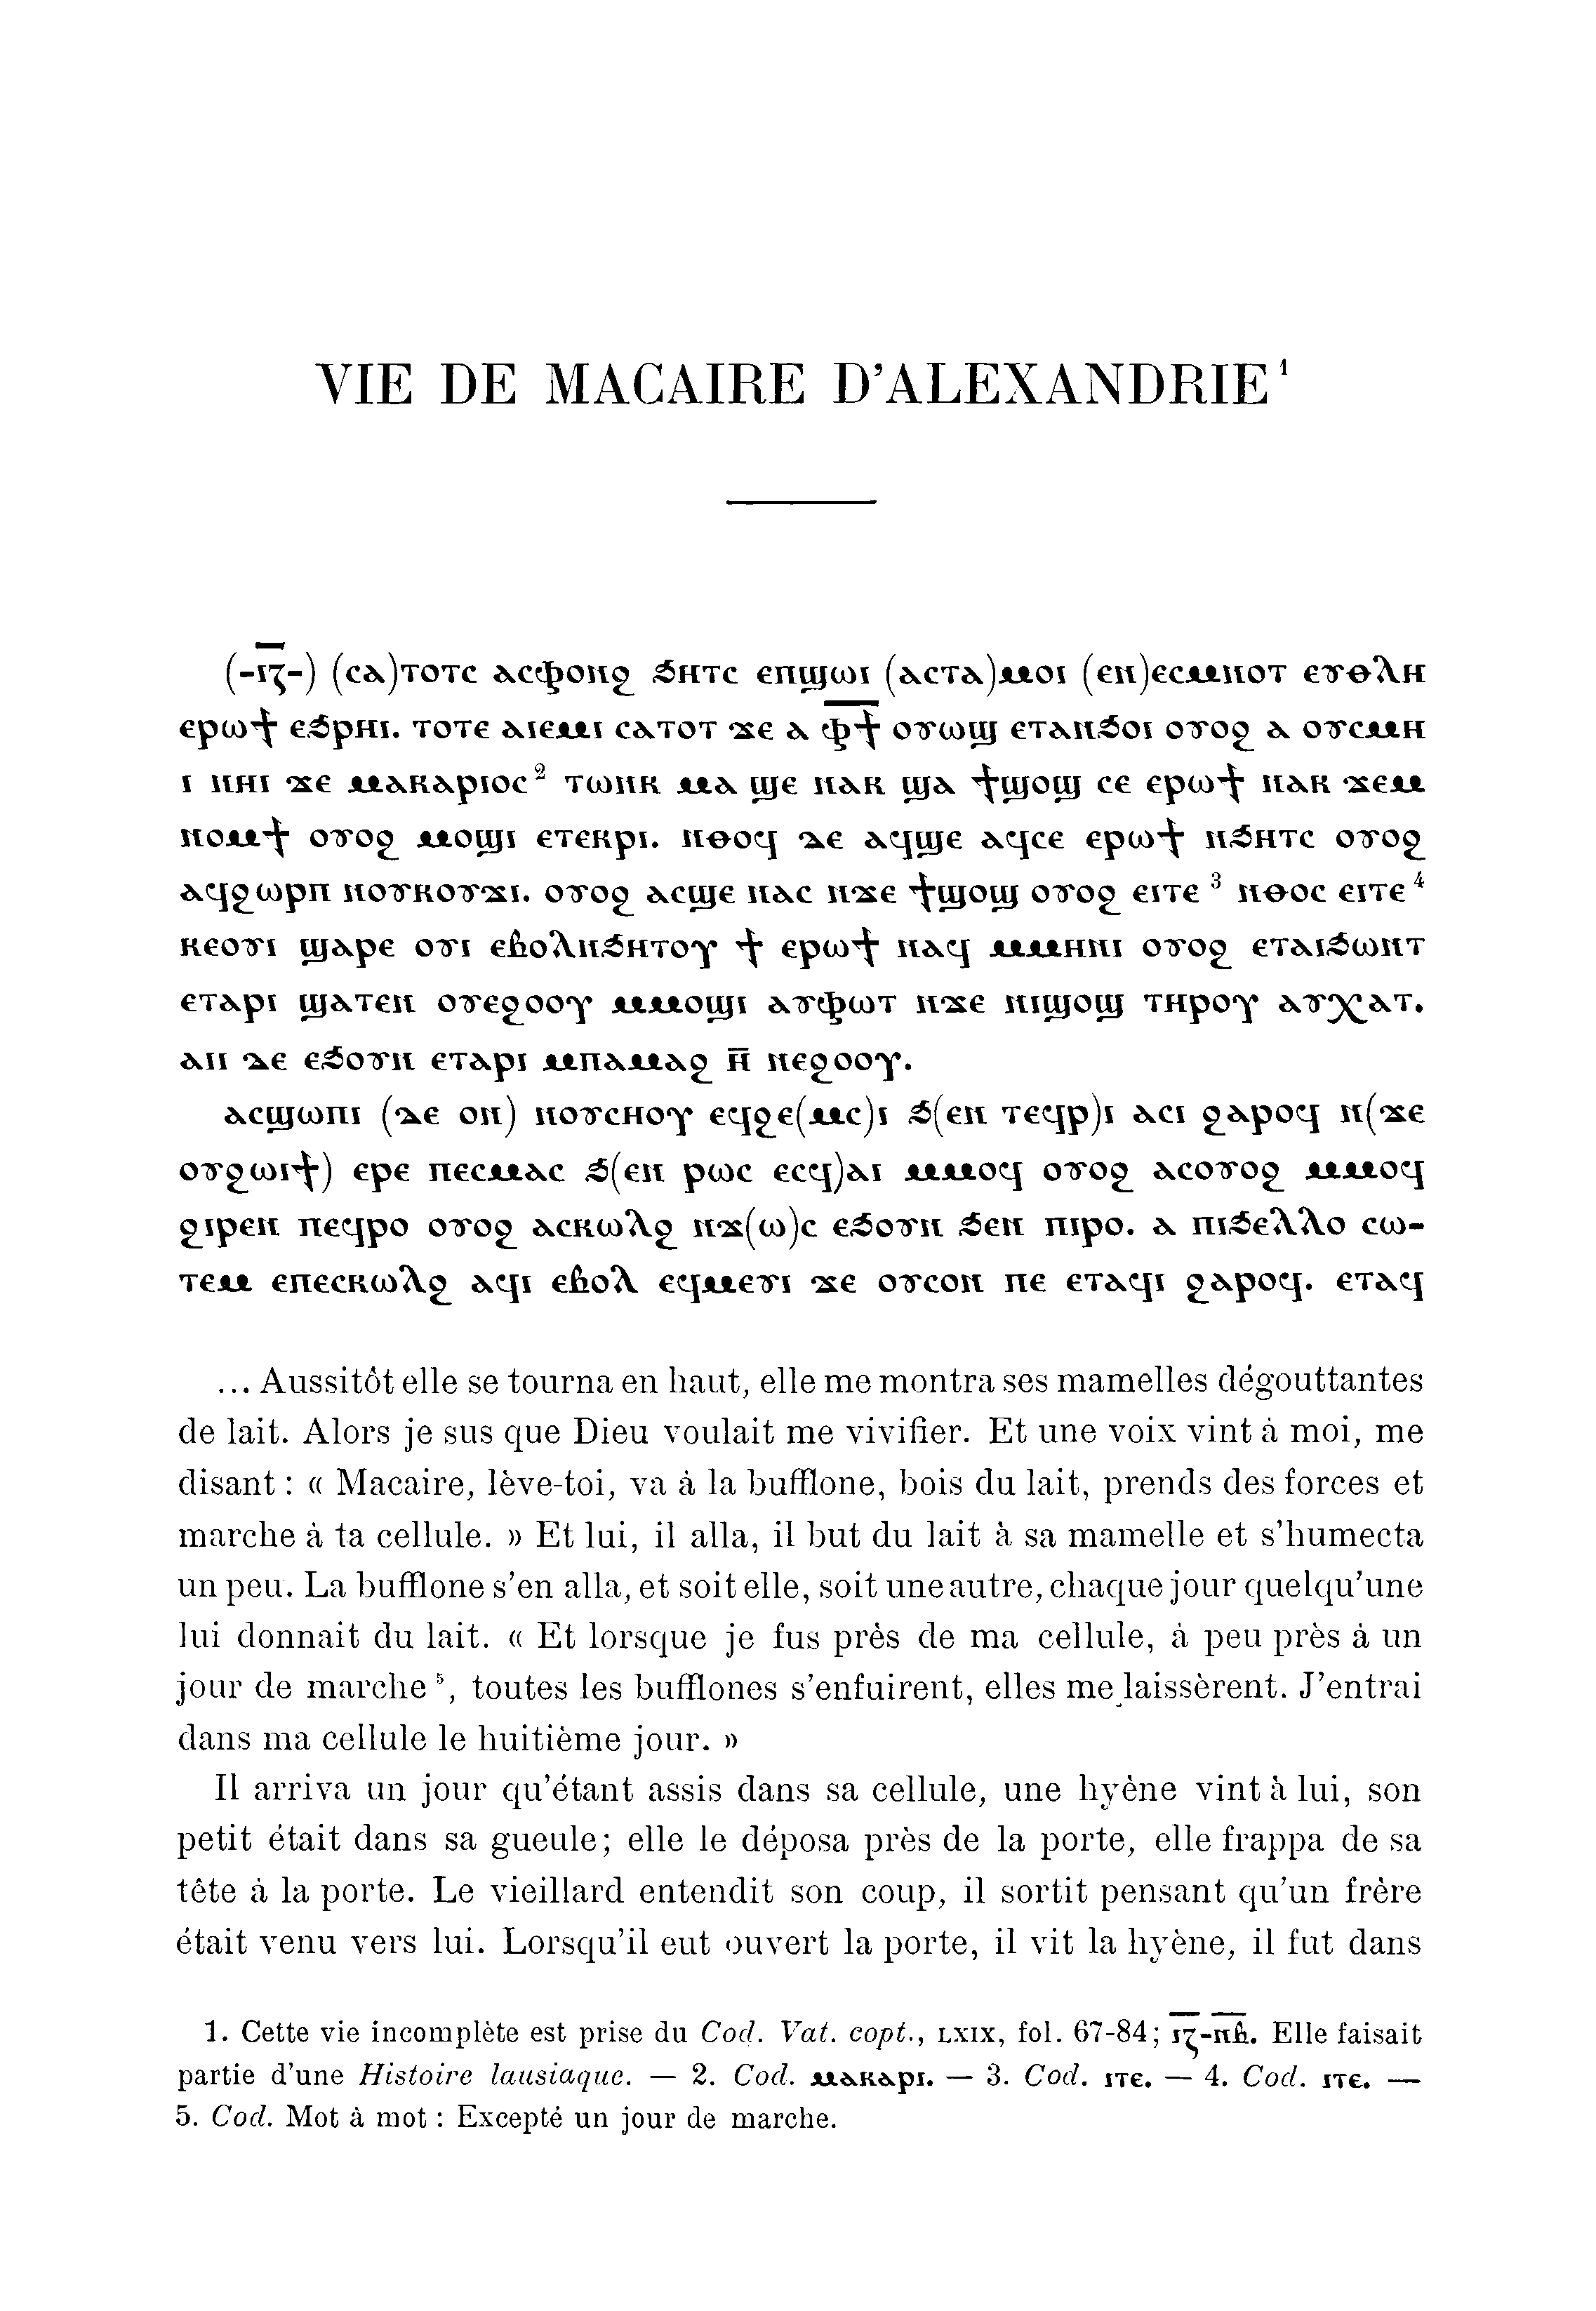 VIE DE MACAIRE D'ALEXANDRIE¹
(-ⲓ̅ⲍ̅-) (ⲥⲁ)ⲧⲟⲧⲥ ⲁⲥⲫⲟⲛϩ ϧⲏⲧⲥ ⲉⲡϣⲱⲓ (ⲁⲥⲧⲁ)ⲙⲟⲓ (ⲉⲛ)ⲉⲥⲙⲛⲟⲧ ⲉⲩⲑⲗⲏ
ⲉⲣⲱϯ ⲉϧⲣⲏⲓ. ⲧⲟⲧⲉ ⲁⲓⲉⲙⲓ ⲥⲁⲧⲟⲧ ϫⲉ ⲁ ⲫ̅ϯ̅ ⲟⲩⲱϣ ⲉⲧⲁⲛϧⲟⲓ ⲟⲩⲟϩ ⲁ ⲟⲩⲥⲙⲏ
ⲓ ⲛⲏⲓ ϫⲉ ⲙⲁⲕⲁⲣⲓⲟⲥ² ⲧⲱⲛⲕ ⲙⲁ ϣⲉ ⲛⲁⲕ ϣⲁ ϯϣⲟϣ ⲥⲉ ⲉⲣⲱϯ ⲛⲁⲕ ϫⲉⲙ
ⲛⲟⲙϯ ⲟⲩⲟϩ ⲙⲟϣⲓ ⲉⲧⲉⲕⲣⲓ. ⲛⲑⲟϥ ⲇⲉ ⲁϥϣⲉ ⲁϥⲥⲉ ⲉⲣⲱϯ ⲛϧⲏⲧⲥ ⲟⲩⲟϩ
ⲁϥϩⲱⲣⲡ ⲛⲟⲩⲕⲟⲩϫⲓ. ⲟⲩⲟϩ ⲁⲥϣⲉ ⲛⲁⲥ ⲛϫⲉ ϯϣⲟϣ ⲟⲩⲟϩ ⲉⲓⲧⲉ ³ ⲛⲑⲟⲥ ⲉⲓⲧⲉ ⁴
ⲕⲉⲟⲩⲓ ϣⲁⲣⲉ ⲟⲩⲓ ⲉⲃⲟⲗⲛϧⲏⲧⲟⲩ ϯ ⲉⲣⲱϯ ⲛⲁϥ ⲙⲙⲏⲛⲓ ⲟⲩⲟϩ ⲉⲧⲁⲓϧⲱⲛⲧ
ⲉⲧⲁⲣⲓ ϣⲁⲧⲉⲛ ⲟⲩⲉϩⲟⲟⲩ ⲙⲙⲟϣⲓ ⲁⲩⲫⲱⲧ ⲛϫⲉ ⲛⲓϣⲟϣ ⲧⲏⲣⲟⲩ ⲁⲩⲭⲁⲧ.
ⲁⲓⲓ ⲇⲉ ⲉϧⲟⲩⲛ ⲉⲧⲁⲣⲓ ⲙⲡⲁⲙⲁϩ ⲏ̅ ⲛⲉϩⲟⲟⲩ.
ⲁⲥϣⲱⲡⲓ (ⲇⲉ ⲟⲛ) ⲛⲟⲩⲥⲏⲟⲩ ⲉϥϩⲉ(ⲙⲥ)ⲓ ϧ(ⲉⲛ ⲧⲉϥⲣ)ⲓ ⲁⲥⲓ ϩⲁⲣⲟϥ ⲛ(ϫⲉ
ⲟⲩϩⲱⲓϯ) ⲉⲣⲉ ⲡⲉⲥⲙⲁⲥ ϧ(ⲉⲛ ⲣⲱⲥ ⲉⲥϥ)ⲁⲓ ⲙⲙⲟϥ ⲟⲩⲟϩ ⲁⲥⲟⲩⲟϩ ⲙⲙⲟϥ
ϩⲓⲣⲉⲛ ⲡⲉϥⲣⲟ ⲟⲩⲟϩ ⲁⲥⲕⲱⲗϩ ⲛϫ(ⲱ)ⲥ ⲉϧⲟⲩⲛ ϧⲉⲛ ⲡⲓⲣⲟ. ⲁ ⲡⲓϧⲉⲗⲗⲟ ⲥⲱ-
ⲧⲉⲙ ⲉⲡⲉⲥⲕⲱⲗϩ ⲁϥⲓ ⲉⲃⲟⲗ ⲉϥⲙⲉⲩⲓ ϫⲉ ⲟⲩⲥⲟⲛ ⲡⲉ ⲉⲧⲁϥⲓ ϩⲁⲣⲟϥ. ⲉⲧⲁϥ
... Aussitôt elle se tourna en haut, elle me montra ses mamelles dégouttantes
de lait. Alors je sus que Dieu voulait me vivifier. Et une voix vint à moi, me
disant : « Macaire, lève-toi, va à la bufflone, bois du lait, prends des forces et
marche à ta cellule. » Et lui, il alla, il but du lait à sa mamelle et s'humecta
un peu. La bufflone s'en alla, et soit elle, soit une autre, chaque jour quelqu'une
lui donnait du lait. « Et lorsque je fus près de ma cellule, à peu près à un
jour de marche ⁵, toutes les bufflones s'enfuirent, elles me laissèrent. J'entrai
dans ma cellule le huitième jour. »
Il arriva un jour qu'étant assis dans sa cellule, une hyène vint à lui, son
petit était dans sa gueule; elle le déposa près de la porte, elle frappa de sa
tête à la porte. Le vieillard entendit son coup, il sortit pensant qu'un frère
était venu vers lui. Lorsqu'il eut ouvert la porte, il vit la hyène, il fut dans
1. Cette vie incomplète est prise du Cod. Vat. copt., LXIX, fol. 67-84; ⲓ̅ⲍ̅-ⲡ̅ⲃ̅. Elle faisait
partie d'une Histoire lausiaque. — 2. Cod. ⲙⲁⲕⲁⲣⲓ. — 3. Cod. ⲓⲧⲉ. — 4. Cod. ⲓⲧⲉ. —
5. Cod. Mot à mot : Excepté un jour de marche.